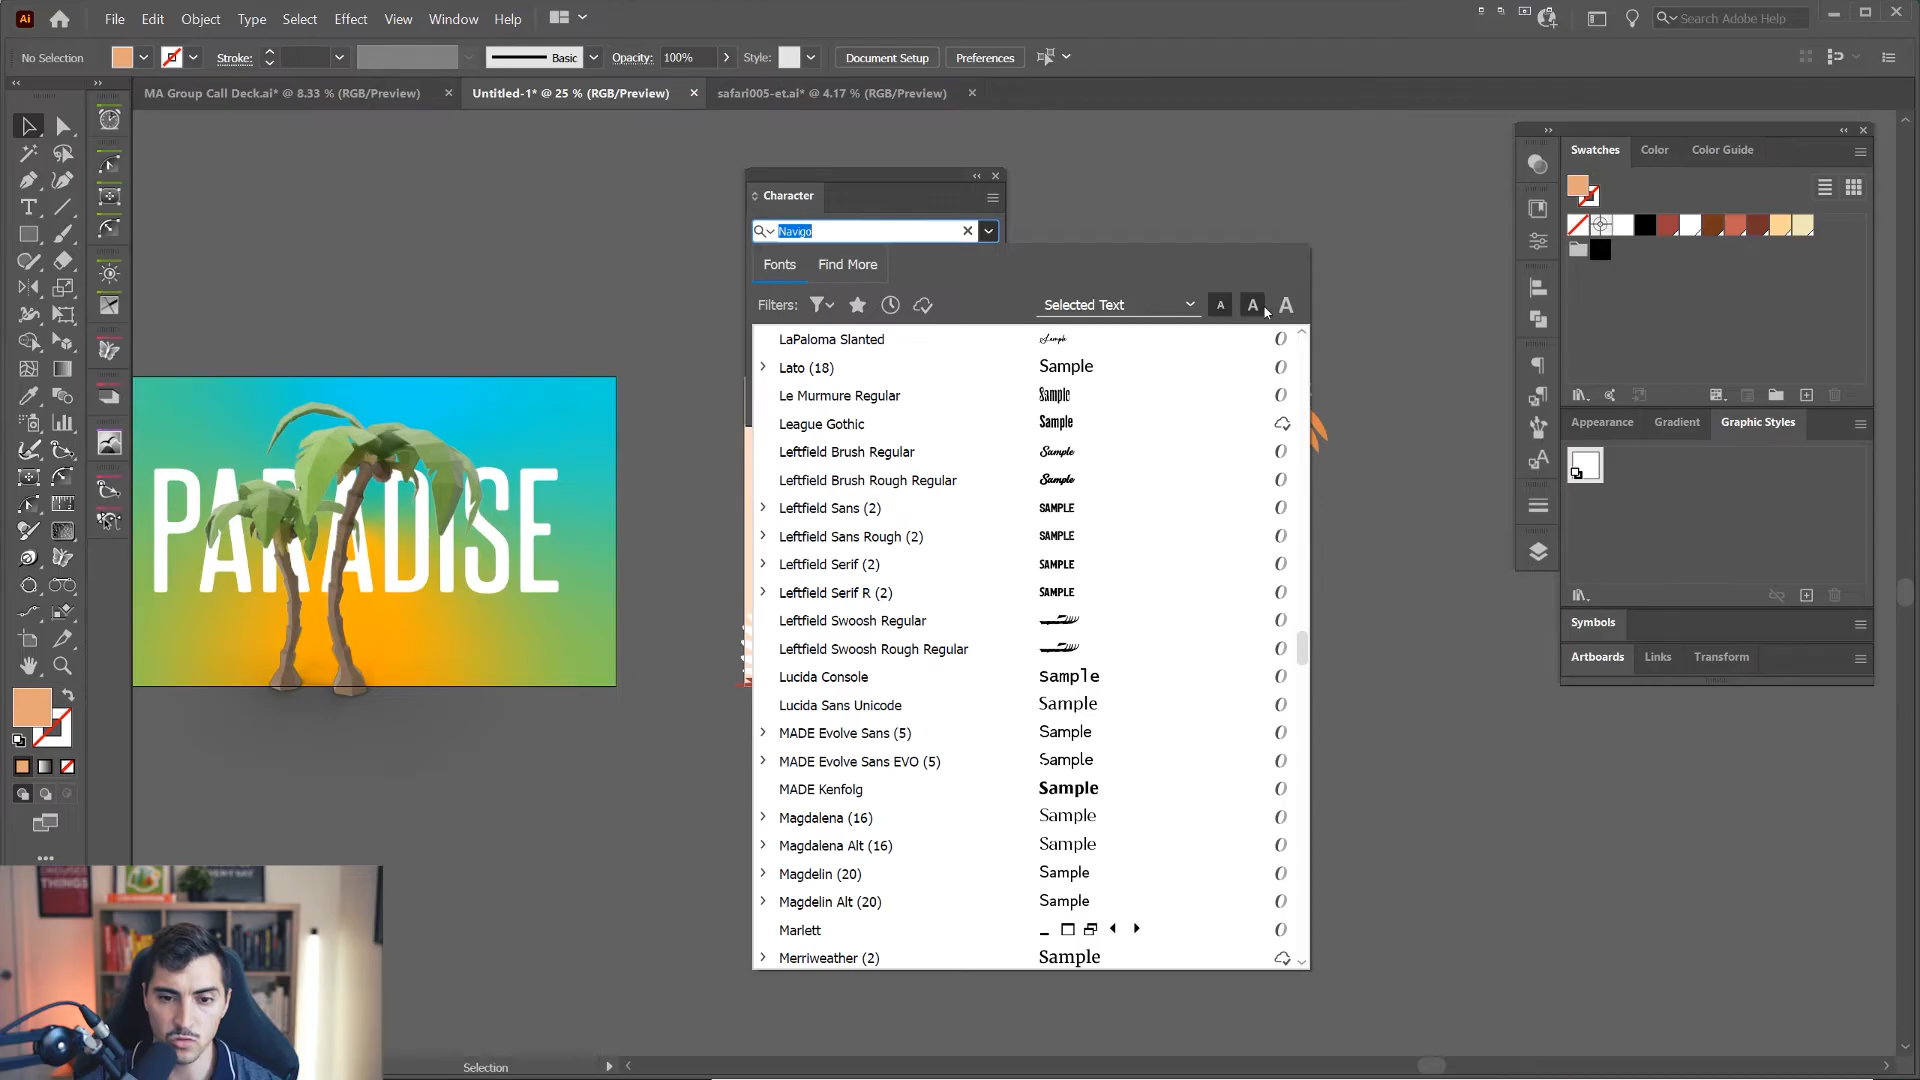 Ai File Edit Object Type Select Effect View Window Help Search Adobe Help
No Selection Stroke: Basic Opacity: 100% Style: Document Setup Preferences
MA Group Call Deck.ai* @ 8.33 % (RGB/Preview) Untitled-1* @ 25 % (RGB/Preview) safari005-et.ai* @ 4.17 % (RGB/Preview)
Character
Navigo
Fonts Find More
Filters: Selected Text A A A
LaPaloma Slanted Sample
Lato (18) Sample
Le Murmure Regular Sample
League Gothic Sample
Leftfield Brush Regular Sample
Leftfield Brush Rough Regular Sample
Leftfield Sans (2) SAMPLE
Leftfield Sans Rough (2) SAMPLE
Leftfield Serif (2) SAMPLE
Leftfield Serif R (2) SAMPLE
Leftfield Swoosh Regular
Leftfield Swoosh Rough Regular
Lucida Console Sample
Lucida Sans Unicode Sample
MADE Evolve Sans (5) Sample
MADE Evolve Sans EVO (5) Sample
MADE Kenfolg Sample
Magdalena (16) Sample
Magdalena Alt (16) Sample
Magdelin (20) Sample
Magdelin Alt (20) Sample
Marlett
Merriweather (2) Sample
PARADISE
Swatches Color Color Guide
Appearance Gradient Graphic Styles
Symbols
Artboards Links Transform
THINGS
Selection